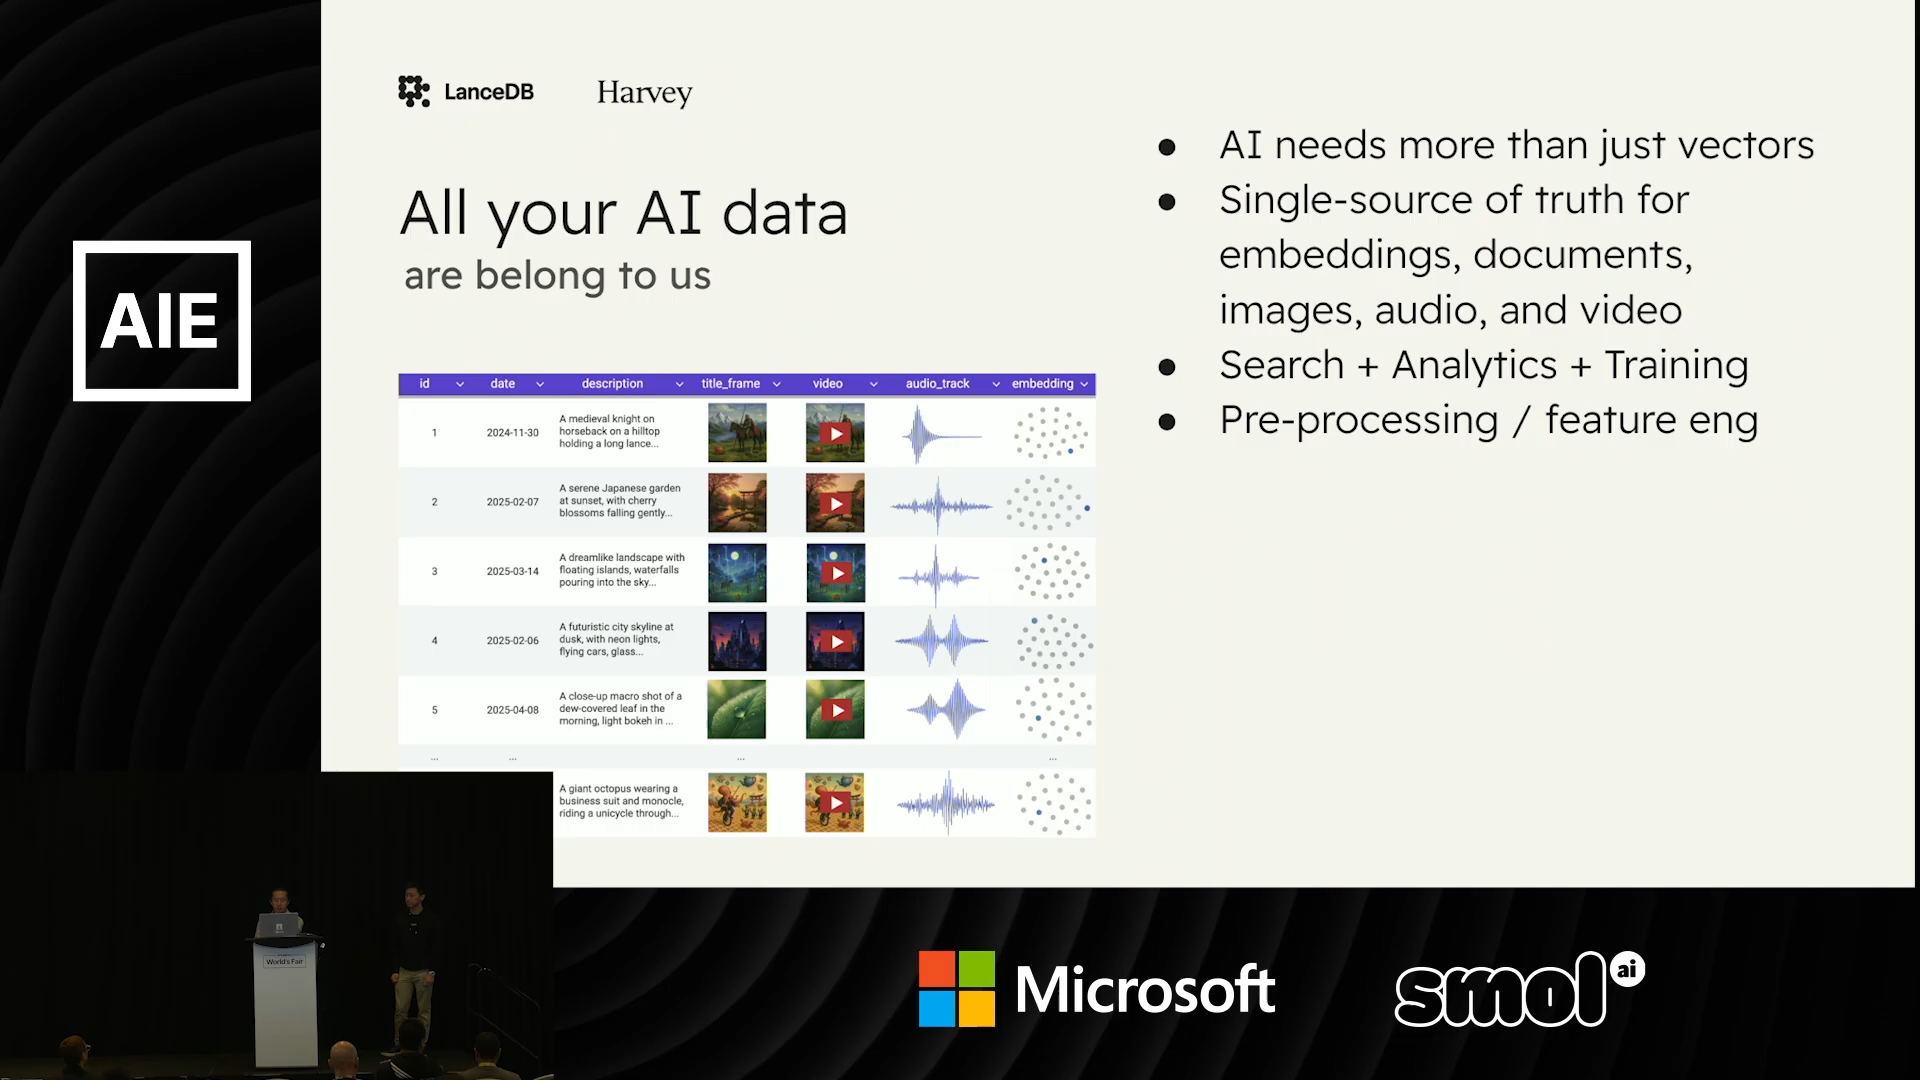 AIE
LanceDB
Harvey
All your AI data
are belong to us
● AI needs more than just vectors
● Single-source of truth for
embeddings, documents,
images, audio, and video
● Search + Analytics + Training
● Pre-processing / feature eng
id date description title_frame video audio_track embedding
1 2024-11-30 A medieval knight on
horseback on a hilltop
holding a long lance...
2 2025-02-07 A serene Japanese garden
at sunset, with cherry
blossoms falling gently...
3 2025-03-14 A dreamlike landscape with
floating islands, waterfalls
pouring into the sky...
4 2025-02-06 A futuristic city skyline at
dusk, with neon lights,
flying cars, glass...
5 2025-04-08 A close-up macro shot of a
dew-covered leaf in the
morning, light bokeh in ...
... ... ... ...
A giant octopus wearing a
business suit and monocle,
riding a unicycle through...
World's Fair
Microsoft
smol ai